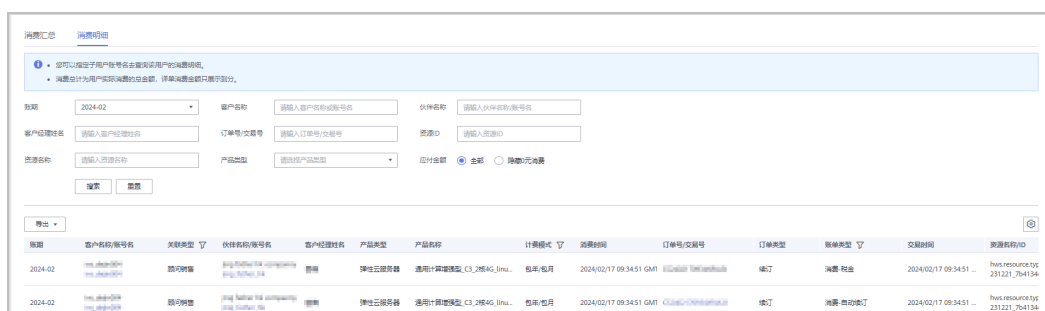 消费汇总 消费明细
• 您可以指定子用户账号名去查询该用户的消费明细。
• 消费总计为用户实际消费的总金额，详单消费金额只展示到分。
账期 2024-02 客户名称 请输入客户名称或账号名 伙伴名称 请输入伙伴名称/账号名
客户经理姓名 请输入客户经理姓名 订单号/交易号 请输入订单号/交易号 资源ID 请输入资源ID
资源名称 请输入资源名称 产品类型 请选择产品类型 应付金额 全部 隐藏0元消费
搜索 重置
导出
账期 客户名称/账号名 关联类型 伙伴名称/账号名 客户经理姓名 产品类型 产品名称 计费模式 消费时间 订单号/交易号 订单类型 账单类型 交易时间 资源名称/ID
2024-02 顾问销售 弹性云服务器 通用计算增强型_C3_2核4G_linu... 包年/包月 2024/02/17 09:34:51 GMT 续订 消费-税金 2024/02/17 09:34:51 ... hws.resource.typ
231221_7b4134
2024-02 顾问销售 弹性云服务器 通用计算增强型_C3_2核4G_linu... 包年/包月 2024/02/17 09:34:51 GMT 续订 消费-自动续订 2024/02/17 09:34:51 ... hws.resource.typ
231221_7b4134